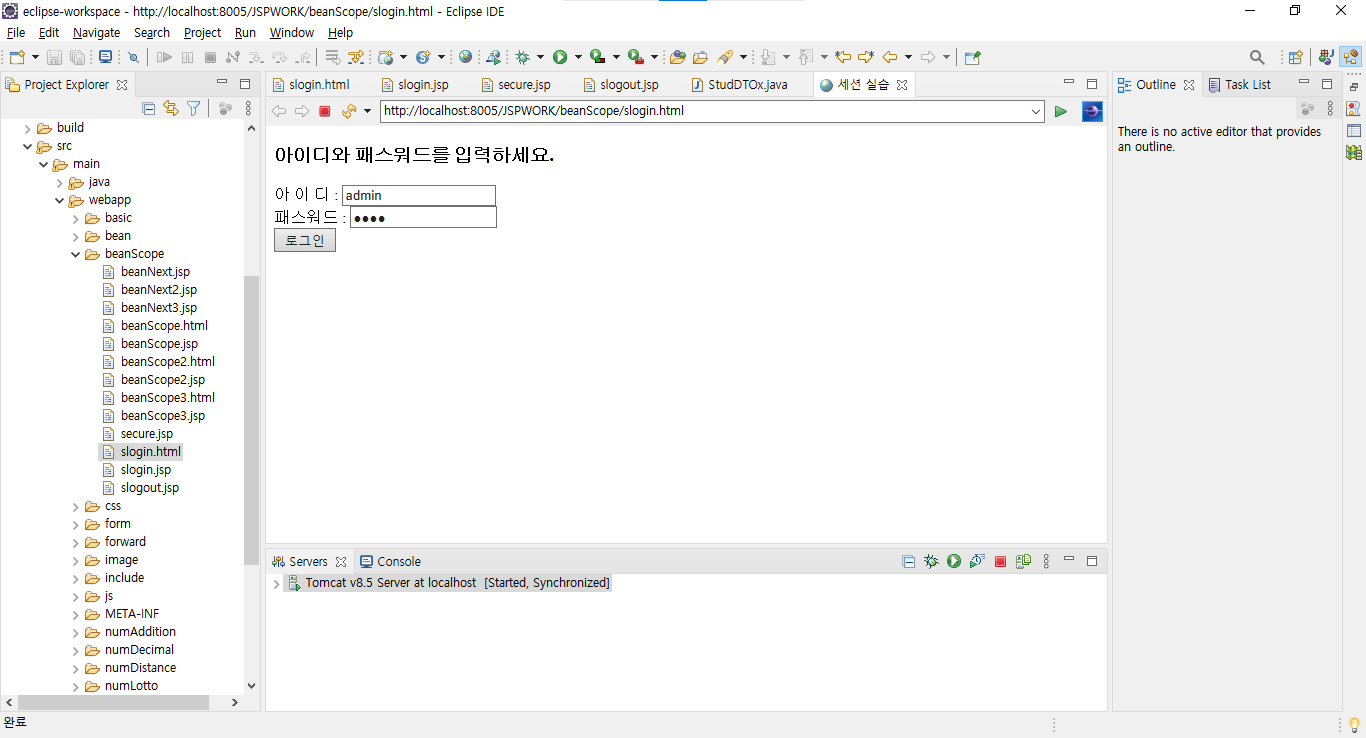 eclipse-workspace - http://localhost:8005/JSPWORK/beanScope/slogin.html - Eclipse IDE
File Edit Navigate Search Project Run Window Help
Project Explorer
build
src
main
java
webapp
basic
bean
beanScope
beanNext.jsp
beanNext2.jsp
beanNext3.jsp
beanScope.html
beanScope.jsp
beanScope2.html
beanScope2.jsp
beanScope3.html
beanScope3.jsp
secure.jsp
slogin.html
slogin.jsp
slogout.jsp
css
form
forward
image
include
js
META-INF
numAddition
numDecimal
numDistance
numLotto
slogin.html slogin.jsp secure.jsp slogout.jsp StudDTOx.java 세션 실습
http://localhost:8005/JSPWORK/beanScope/slogin.html
아이디와 패스워드를 입력하세요.
아 이 디 : admin
패스워드 : ●●●●
로그인
Servers Console
Tomcat v8.5 Server at localhost [Started, Synchronized]
Outline Task List
There is no active editor that provides
an outline.
완료